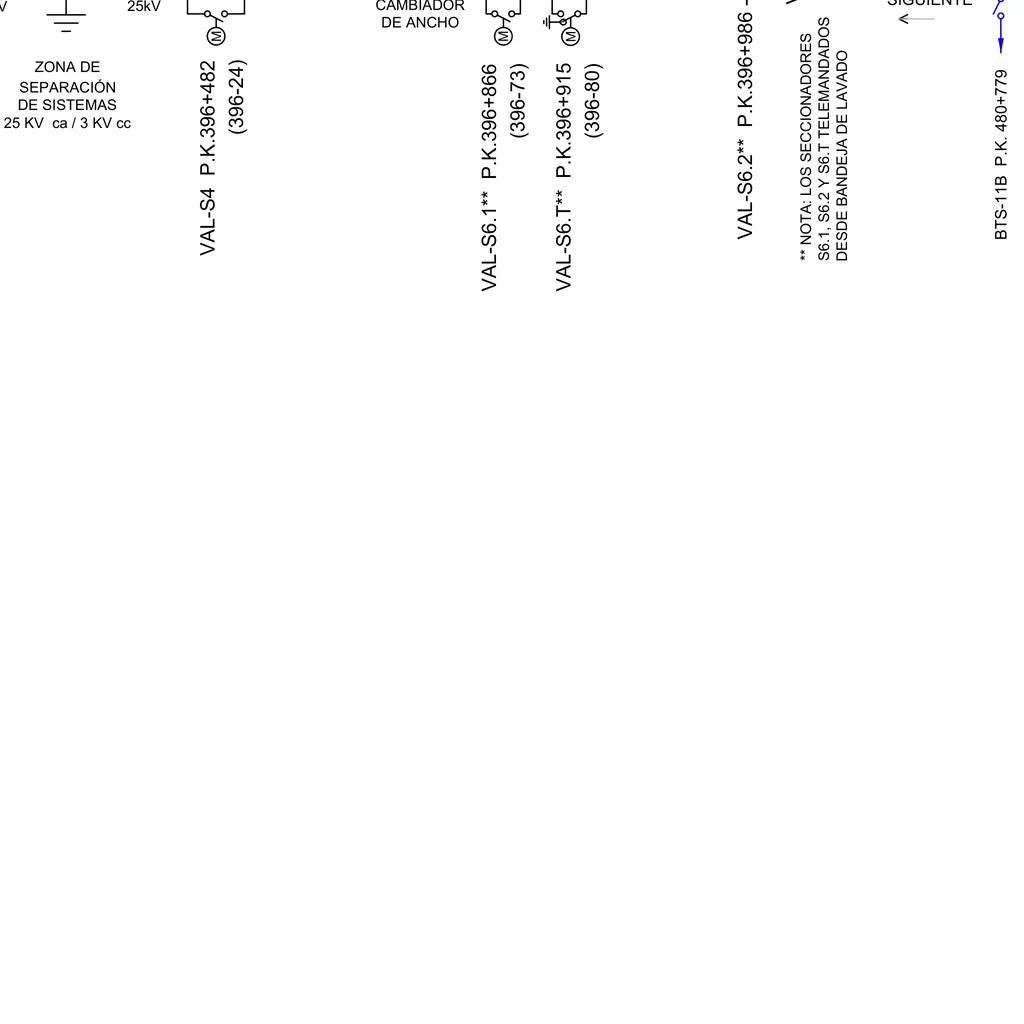 25kV
CAMBIADOR
DE ANCHO
SIGUIENTE
M
M
M
ZONA DE
SEPARACIÓN
DE SISTEMAS
25 KV ca / 3 KV cc
VAL-S4 P.K.396+482
(396-24)
VAL-S6.1** P.K.396+866
(396-73)
VAL-S6.T** P.K.396+915
(396-80)
VAL-S6.2** P.K.396+986
** NOTA: LOS SECCIONADORES
S6.1, S6.2 Y S6.T TELEMANDADOS
DESDE BANDEJA DE LAVADO
BTS-11B P.K. 480+779